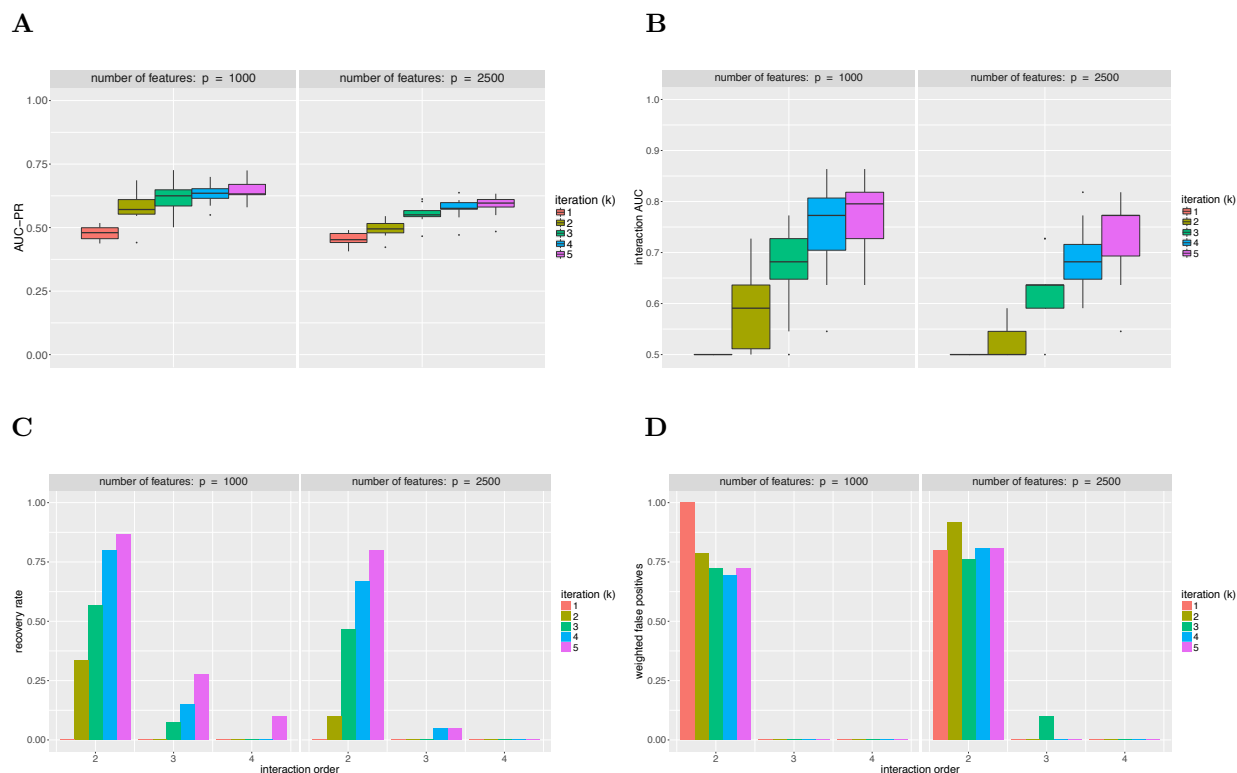 A
number of features: p = 1000
number of features: p = 2500
1.00
0.75
0.50
0.25
0.00
AUC−PR
iteration (k)
1
2
3
4
5
B
number of features: p = 1000
number of features: p = 2500
1.0
0.9
0.8
0.7
0.6
0.5
interaction AUC
iteration (k)
1
2
3
4
5
C
number of features: p = 1000
number of features: p = 2500
1.00
0.75
0.50
0.25
0.00
recovery rate
2 3 4 2 3 4
interaction order
iteration (k)
1
2
3
4
5
D
number of features: p = 1000
number of features: p = 2500
1.00
0.75
0.50
0.25
0.00
weighted false positives
2 3 4 2 3 4
interaction order
iteration (k)
1
2
3
4
5